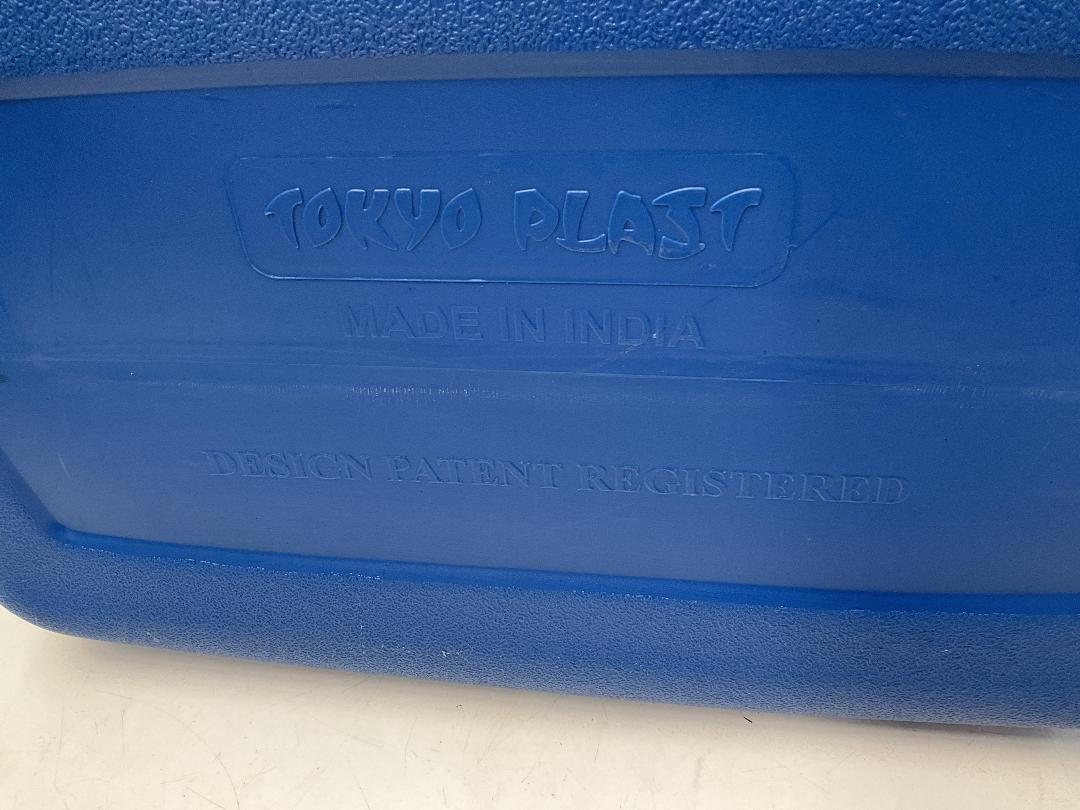 TOKYO PLAST
MADE IN INDIA
DESIGN PATENT REGISTERED